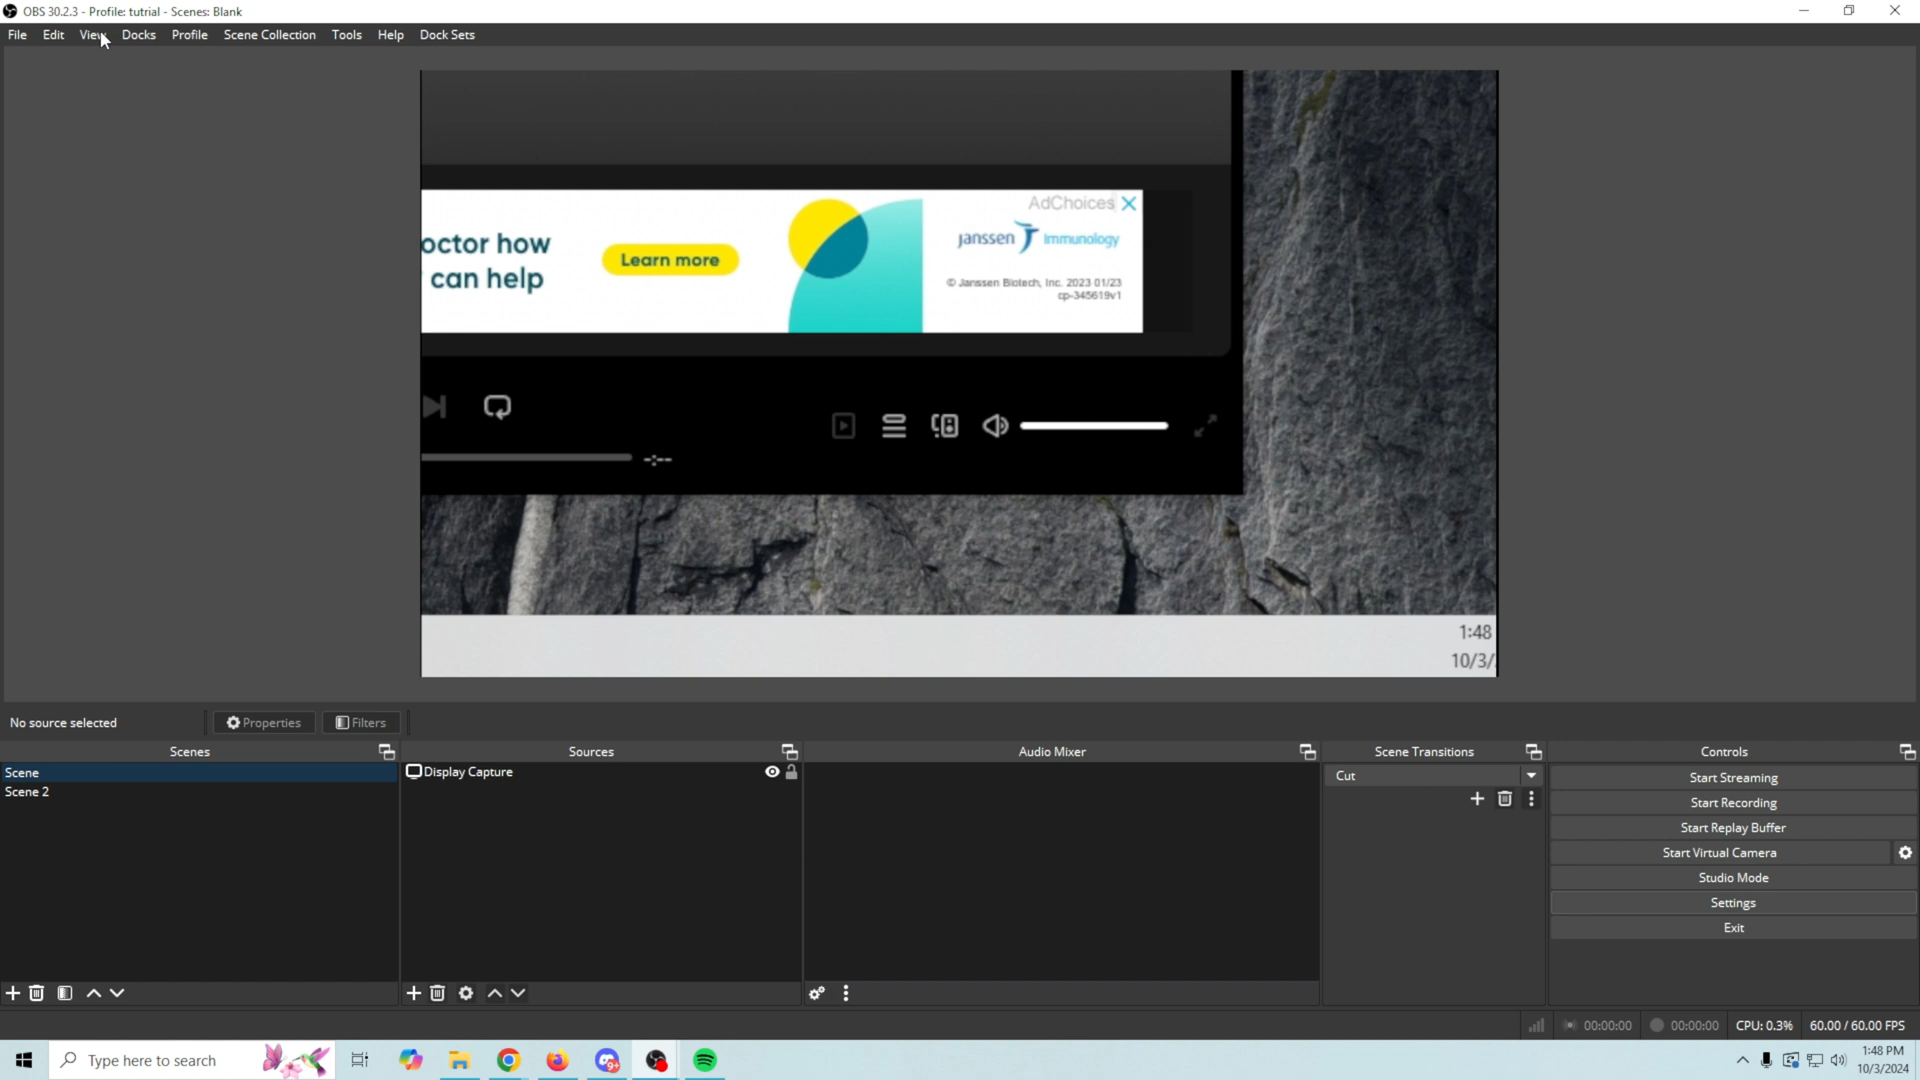 OBS 30.2.3 - Profile: tutrial - Scenes: Blank
File Edit View Docks Profile Scene Collection Tools Help Dock Sets
AdChoices
octor how
can help
Learn more
janssen Immunology
© Janssen Biotech, Inc. 2023 01/23
cp-345619v1
-:--
1:48
10/3/
No source selected
Properties Filters
Scenes Sources Audio Mixer Scene Transitions Controls
Scene
Scene 2
Display Capture
Cut
Start Streaming
Start Recording
Start Replay Buffer
Start Virtual Camera
Studio Mode
Settings
Exit
00:00:00 00:00:00 CPU: 0.3% 60.00 / 60.00 FPS
Type here to search
9+
1:48 PM
10/3/2024